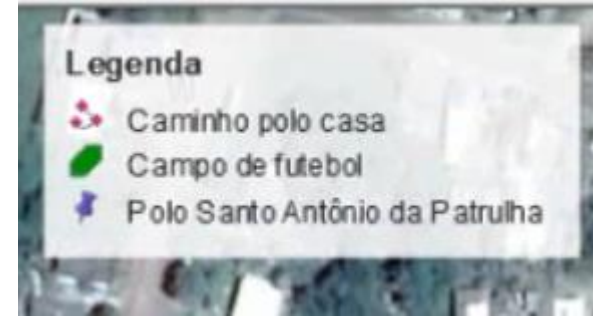 Legenda
Caminho polo casa
Campo de futebol
Polo Santo Antônio da Patrulha